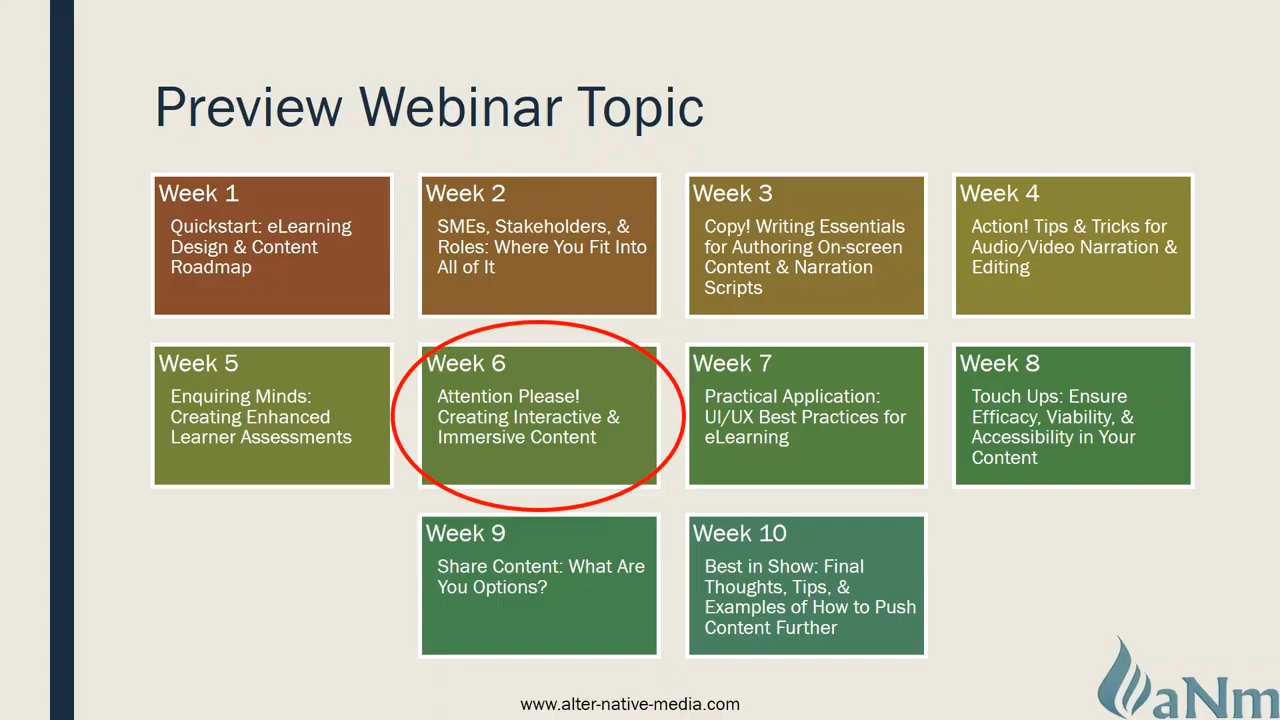 Preview Webinar Topic
Week 1
Quickstart: eLearning
Design & Content
Roadmap
Week 2
SMEs, Stakeholders, &
Roles: Where You Fit Into
All of It
Week 3
Copy! Writing Essentials
for Authoring On-screen
Content & Narration
Scripts
Week 4
Action! Tips & Tricks for
Audio/Video Narration &
Editing
Week 5
Enquiring Minds:
Creating Enhanced
Learner Assessments
Week 6
Attention Please!
Creating Interactive &
Immersive Content
Week 7
Practical Application:
UI/UX Best Practices for
eLearning
Week 8
Touch Ups: Ensure
Efficacy, Viability, &
Accessibility in Your
Content
Week 9
Share Content: What Are
You Options?
Week 10
Best in Show: Final
Thoughts, Tips, &
Examples of How to Push
Content Further
www.alter-native-media.com
aNm